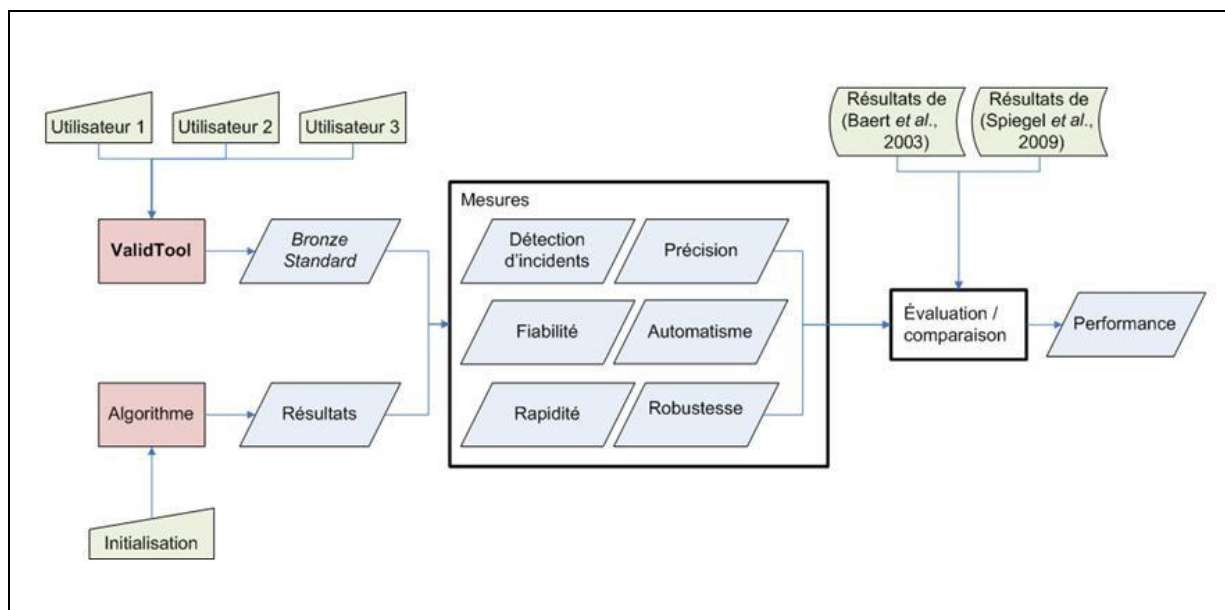 Utilisateur 1
Utilisateur 2
Utilisateur 3
Résultats de
(Baert et al.,
2003)
Résultats de
(Spiegel et al.,
2009)
ValidTool
Bronze
Standard
Mesures
Détection
d'incidents
Précision
Fiabilité
Automatisme
Rapidité
Robustesse
Évaluation /
comparaison
Performance
Algorithme
Résultats
Initialisation